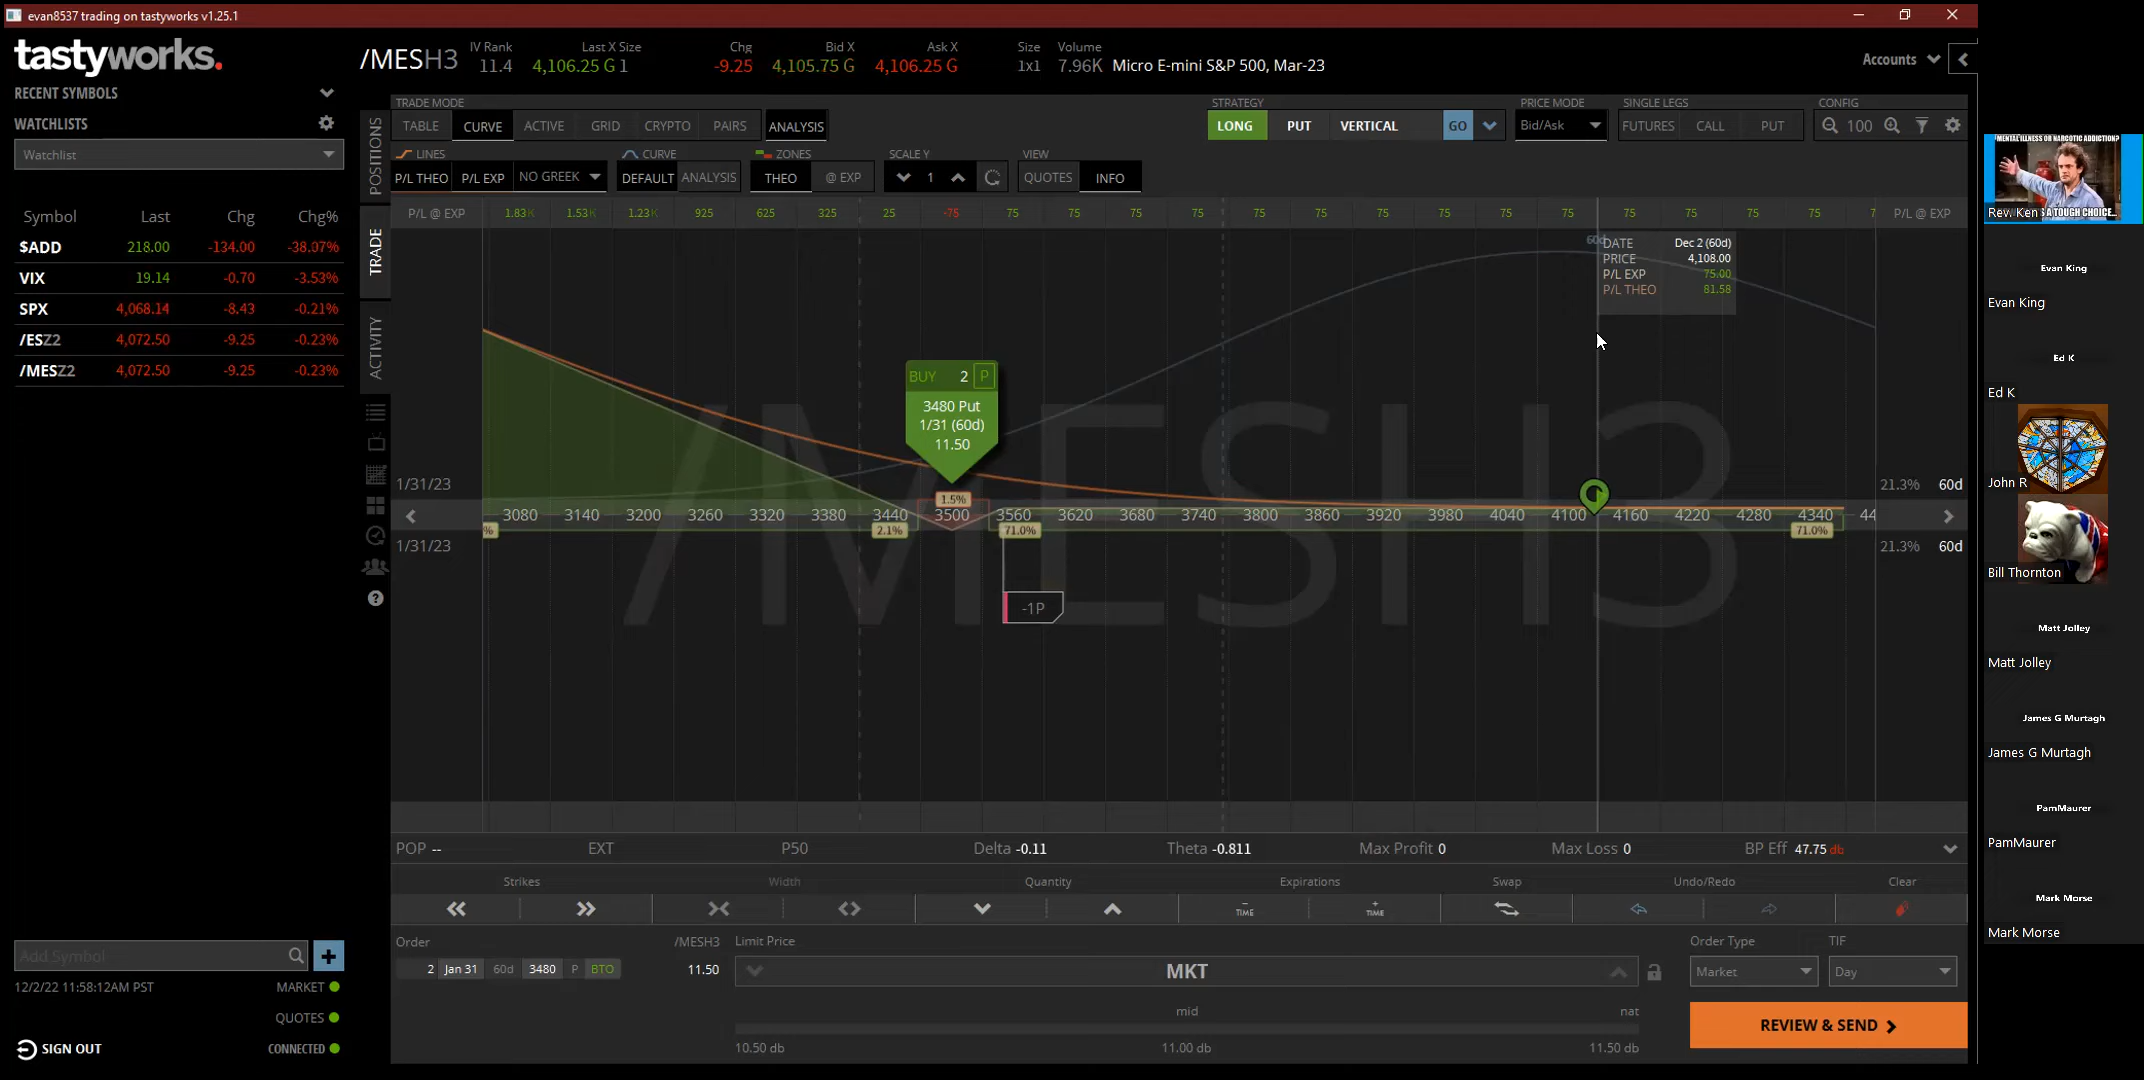 evan8537 trading on tastyworks v1.25.1
tastyworks.
RECENT SYMBOLS
WATCHLISTS
Watchlist
Symbol Last Chg Chg%
$ADD 218.00 -134.00 -38.07%
VIX 19.14 -0.70 -3.53%
SPX 4,068.14 -8.43 -0.21%
/ESZ2 4,072.50 -9.25 -0.23%
/MESZ2 4,072.50 -9.25 -0.23%
Add Symbol
12/2/22 11:58:12AM PST MARKET
QUOTES
SIGN OUT CONNECTED
/MESH3
IV Rank Last X Size Chg Bid X Ask X Size Volume
11.4 4,106.25 G 1 -9.25 4,105.75 G 4,106.25 G 1x1 7.96K Micro E-mini S&P 500, Mar-23
Accounts
POSITIONS
TRADE
ACTIVITY
TRADE MODE STRATEGY PRICE MODE SINGLE LEGS CONFIG
TABLE CURVE ACTIVE GRID CRYPTO PAIRS ANALYSIS LONG PUT VERTICAL GO Bid/Ask FUTURES CALL PUT 100
LINES CURVE ZONES SCALE Y VIEW
P/L THEO P/L EXP NO GREEK DEFAULT ANALYSIS THEO @ EXP 1 QUOTES INFO
P/L @ EXP 1.83K 1.53K 1.23K 925 625 325 25 -75 75 75 75 75 75 75 75 75 75 75 75 75 75 75 7 P/L @ EXP
60d
DATE Dec 2 (60d)
PRICE 4,108.00
P/L EXP 75.00
P/L THEO 81.58
/MESH3
BUY 2 P
3480 Put
1/31 (60d)
11.50
1/31/23 21.3% 60d
1.5%
3080 3140 3200 3260 3320 3380 3440 3500 3560 3620 3680 3740 3800 3860 3920 3980 4040 4100 4160 4220 4280 4340 44
% 2.1% 71.0% 71.0%
1/31/23 21.3% 60d
-1P
POP -- EXT P50 Delta -0.11 Theta -0.811 Max Profit 0 Max Loss 0 BP Eff 47.75 db
Strikes Width Quantity Expirations Swap Undo/Redo Clear
TIME TIME
Order /MESH3 Limit Price Order Type TIF
2 Jan 31 60d 3480 P BTO 11.50 MKT Market Day
mid nat
10.50 db 11.00 db 11.50 db
REVIEW & SEND
MENTAL ILLNESS OR NARCOTIC ADDICTION?
S A TOUGH CHOICE...
Rev. Ken
Evan King
Evan King
Ed K
Ed K
John R
Bill Thornton
Matt Jolley
Matt Jolley
James G Murtagh
James G Murtagh
PamMaurer
PamMaurer
Mark Morse
Mark Morse